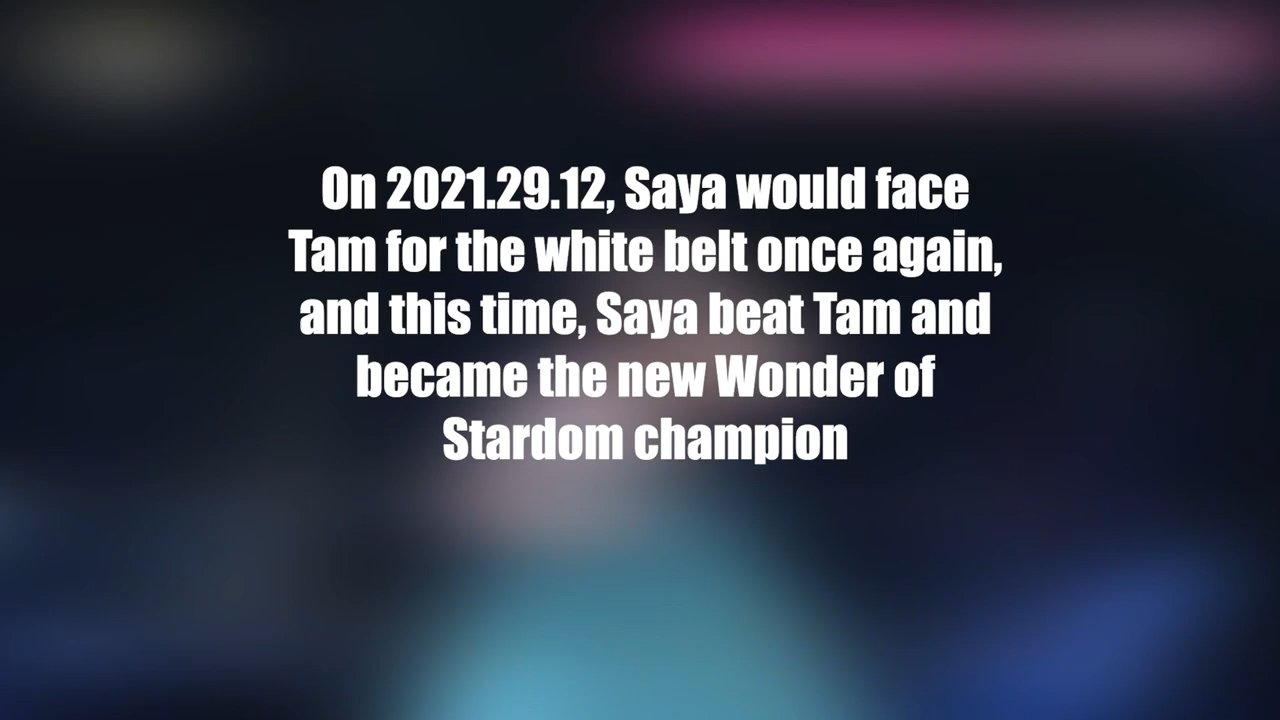 On 2021.29.12, Saya would face
Tam for the white belt once again,
and this time, Saya beat Tam and
became the new Wonder of
Stardom champion